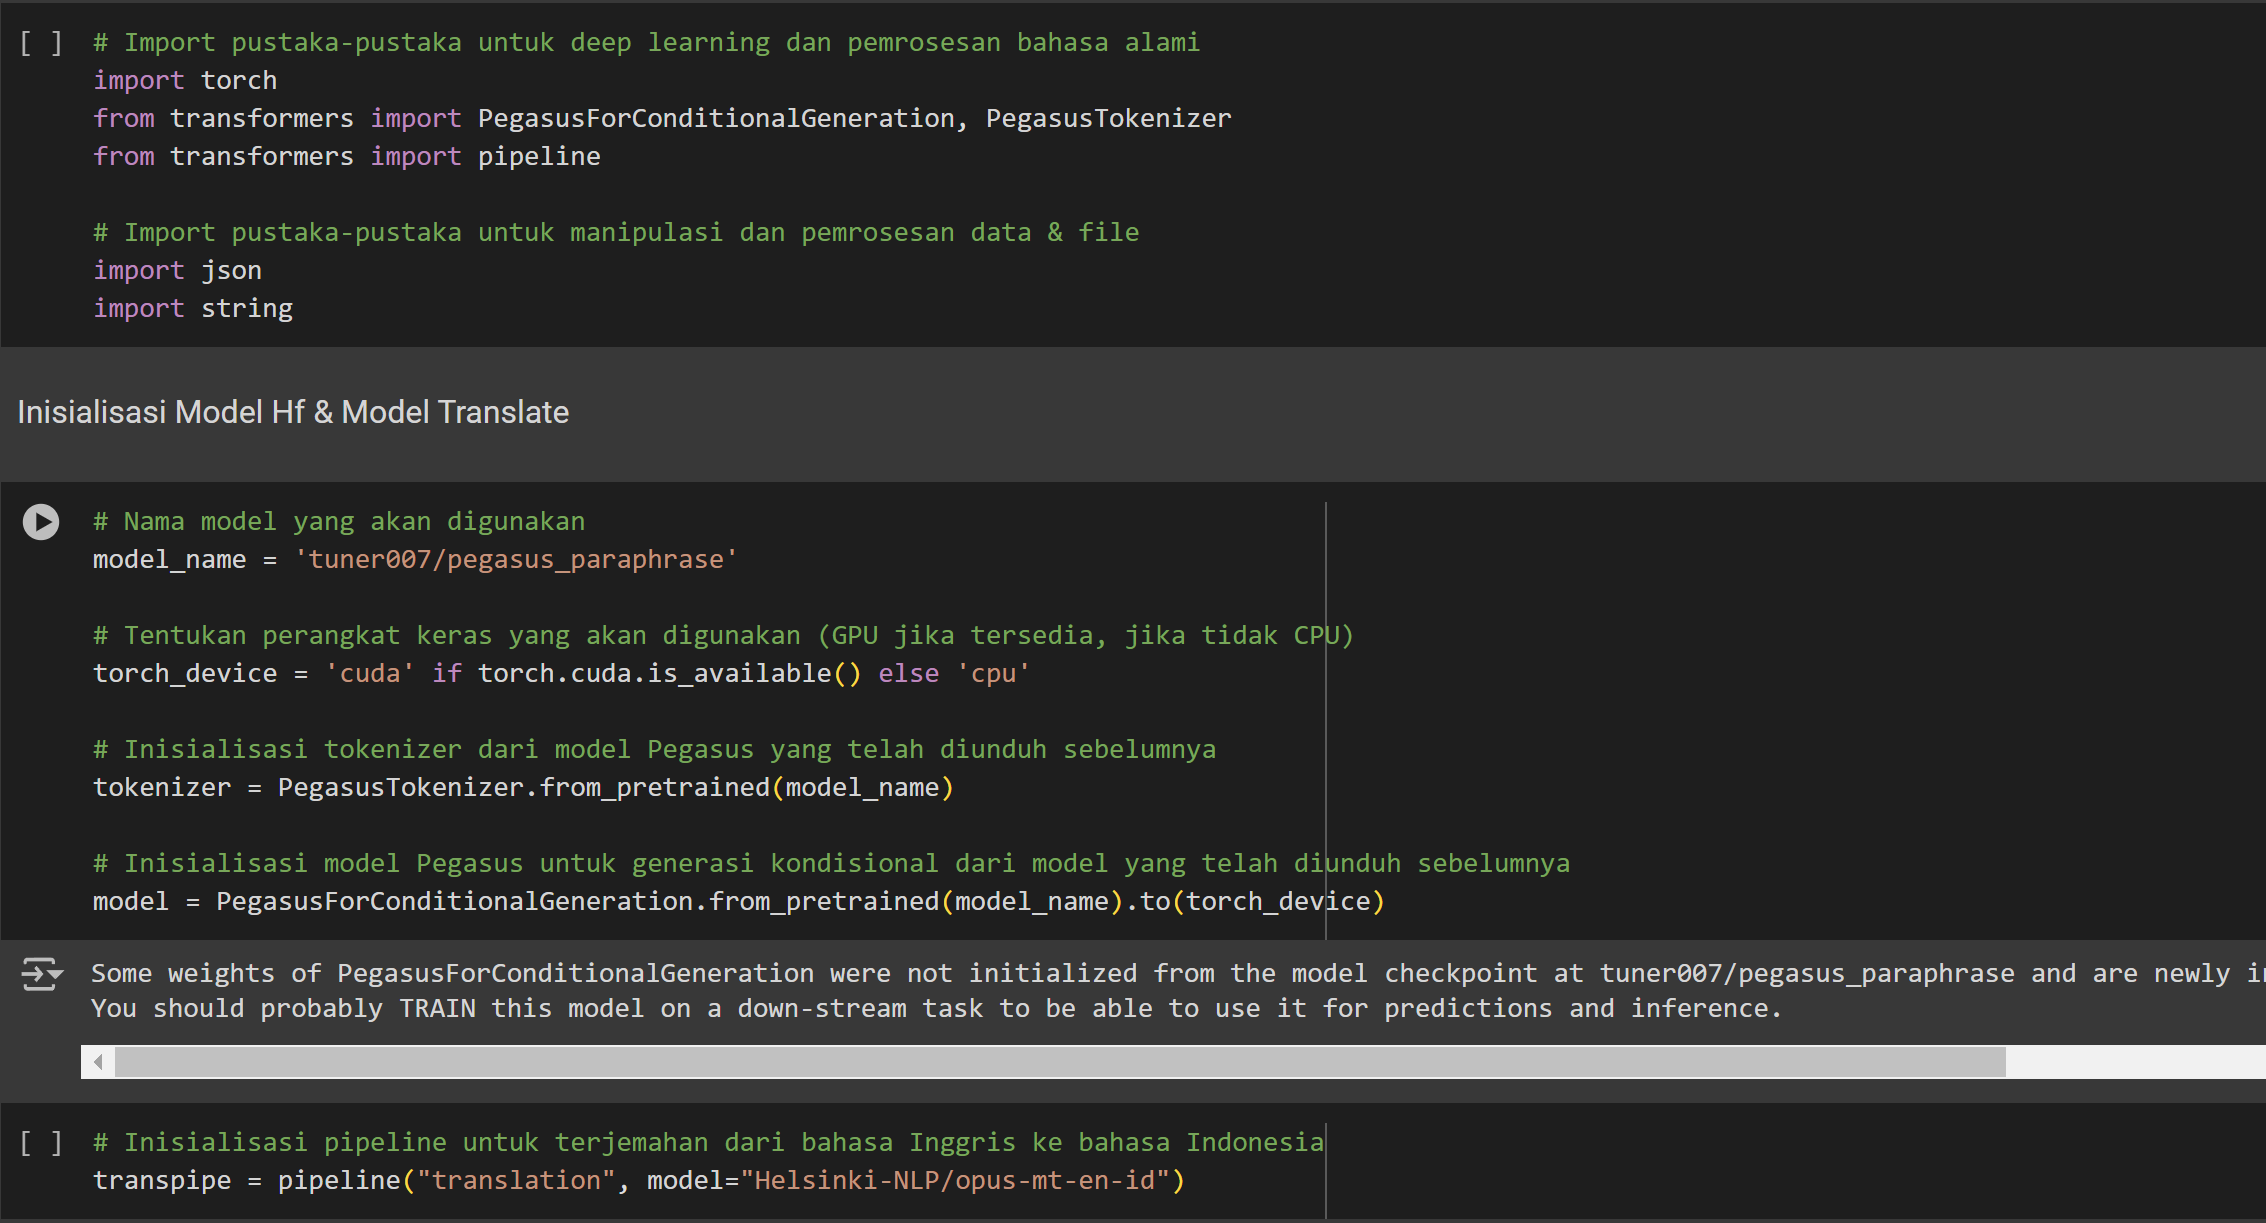 [ ] # Import pustaka-pustaka untuk deep learning dan pemrosesan bahasa alami
import torch
from transformers import PegasusForConditionalGeneration, PegasusTokenizer
from transformers import pipeline
# Import pustaka-pustaka untuk manipulasi dan pemrosesan data & file
import json
import string
Inisialisasi Model Hf & Model Translate
# Nama model yang akan digunakan
model_name = 'tuner007/pegasus_paraphrase'
# Tentukan perangkat keras yang akan digunakan (GPU jika tersedia, jika tidak CPU)
torch_device = 'cuda' if torch.cuda.is_available() else 'cpu'
# Inisialisasi tokenizer dari model Pegasus yang telah diunduh sebelumnya
tokenizer = PegasusTokenizer.from_pretrained(model_name)
# Inisialisasi model Pegasus untuk generasi kondisional dari model yang telah diunduh sebelumnya
model = PegasusForConditionalGeneration.from_pretrained(model_name).to(torch_device)
Some weights of PegasusForConditionalGeneration were not initialized from the model checkpoint at tuner007/pegasus_paraphrase and are newly
You should probably TRAIN this model on a down-stream task to be able to use it for predictions and inference.
[ ] # Inisialisasi pipeline untuk terjemahan dari bahasa Inggris ke bahasa Indonesia
transpipe = pipeline("translation", model="Helsinki-NLP/opus-mt-en-id")